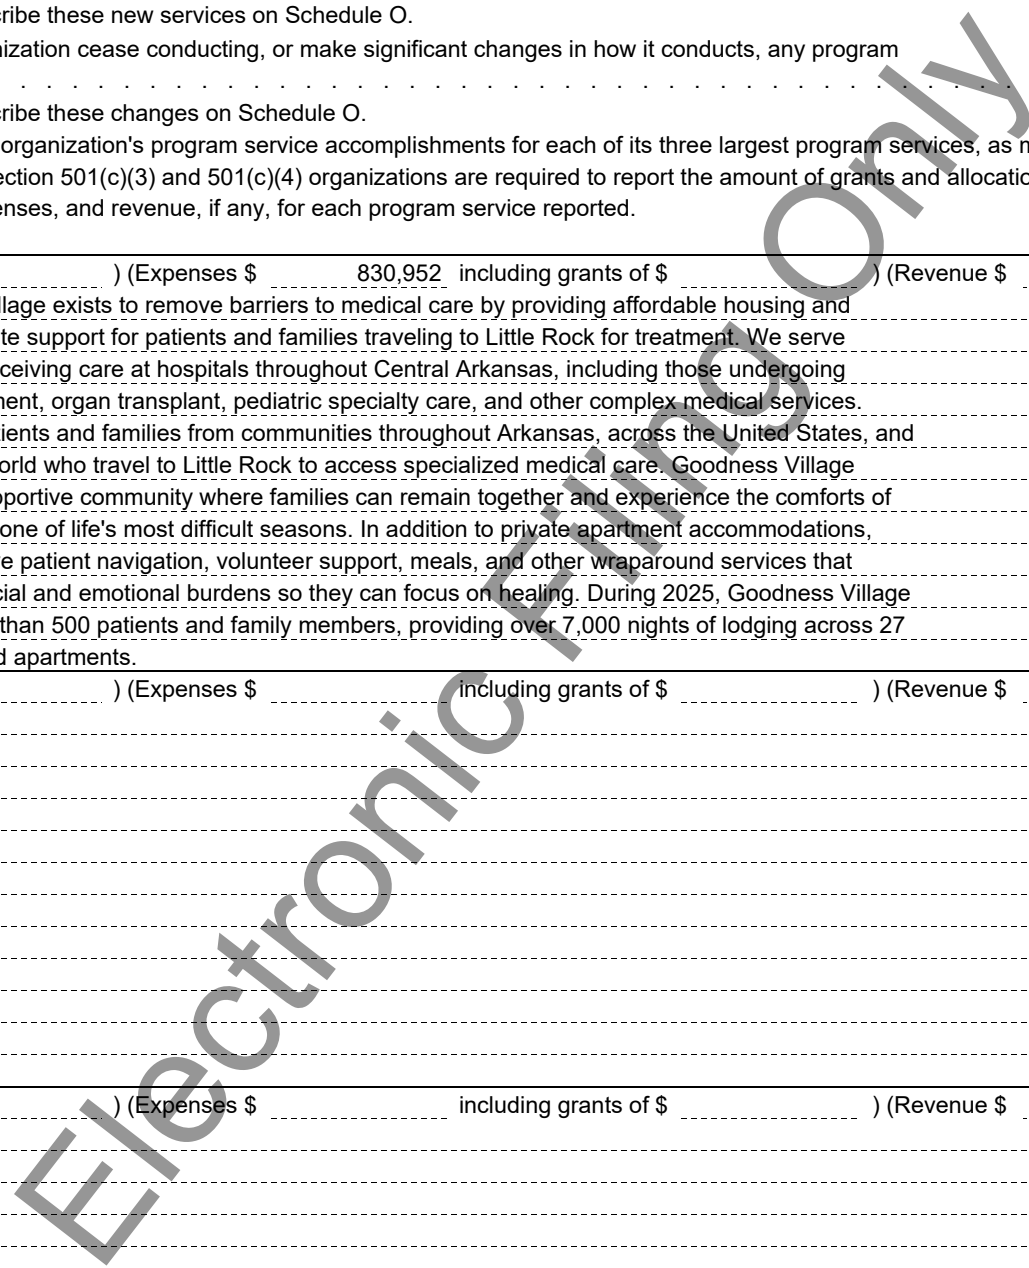 ribe these new services on Schedule O.
nization cease conducting, or make significant changes in how it conducts, any program
. . . . . . . . . . . . . . . . . . . . . . . . . . . . . . . . . . . . . . .
ribe these changes on Schedule O.
organization's program service accomplishments for each of its three largest program services, as m
ection 501(c)(3) and 501(c)(4) organizations are required to report the amount of grants and allocatio
enses, and revenue, if any, for each program service reported.
) (Expenses $ 830,952 including grants of $ ) (Revenue $
llage exists to remove barriers to medical care by providing affordable housing and
te support for patients and families traveling to Little Rock for treatment. We serve
ceiving care at hospitals throughout Central Arkansas, including those undergoing
nent, organ transplant, pediatric specialty care, and other complex medical services.
tients and families from communities throughout Arkansas, across the United States, and
orld who travel to Little Rock to access specialized medical care. Goodness Village
pportive community where families can remain together and experience the comforts of
one of life's most difficult seasons. In addition to private apartment accommodations,
e patient navigation, volunteer support, meals, and other wraparound services that
cial and emotional burdens so they can focus on healing. During 2025, Goodness Village
than 500 patients and family members, providing over 7,000 nights of lodging across 27
d apartments.
) (Expenses $ including grants of $ ) (Revenue $
) (Expenses $ including grants of $ ) (Revenue $
Electronic Filing Only